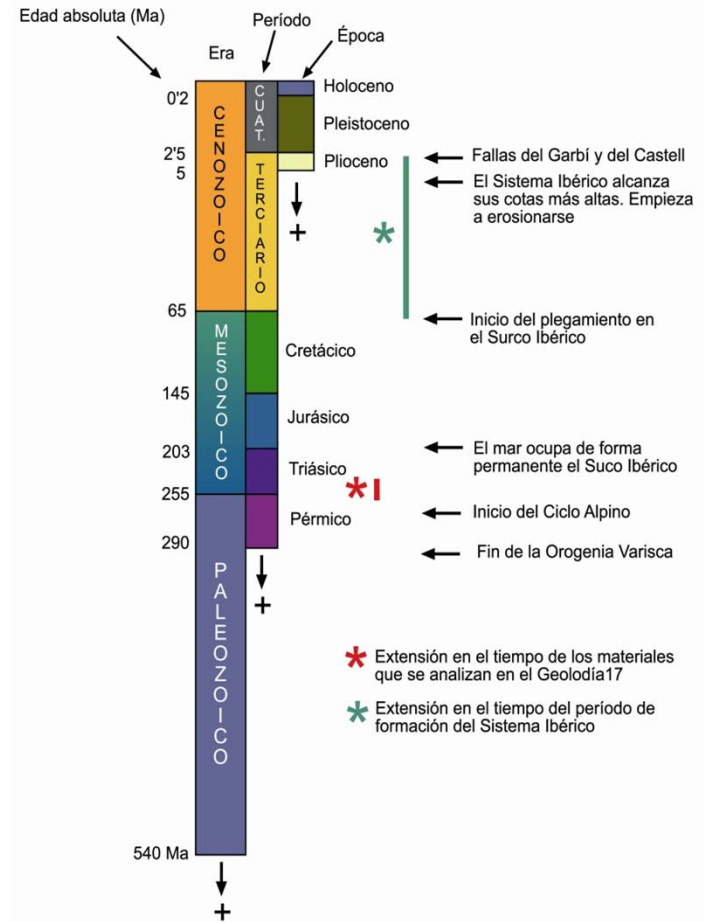 Edad absoluta (Ma)
Era
Período
Época
0'2
2'5
5
65
145
203
255
290
540 Ma
CENOZOICO
MESOZOICO
PALEOZOICO
CUAT.
TERCIARIO
Holoceno
Pleistoceno
Plioceno
+
Cretácico
Jurásico
Triásico
Pérmico
+
+
*
Fallas del Garbí y del Castell
El Sistema Ibérico alcanza
sus cotas más altas. Empieza
a erosionarse
Inicio del plegamiento en
el Surco Ibérico
El mar ocupa de forma
permanente el Suco Ibérico
*
Inicio del Ciclo Alpino
Fin de la Orogenia Varisca
* Extensión en el tiempo de los materiales
que se analizan en el Geolodía17
* Extensión en el tiempo del período de
formación del Sistema Ibérico